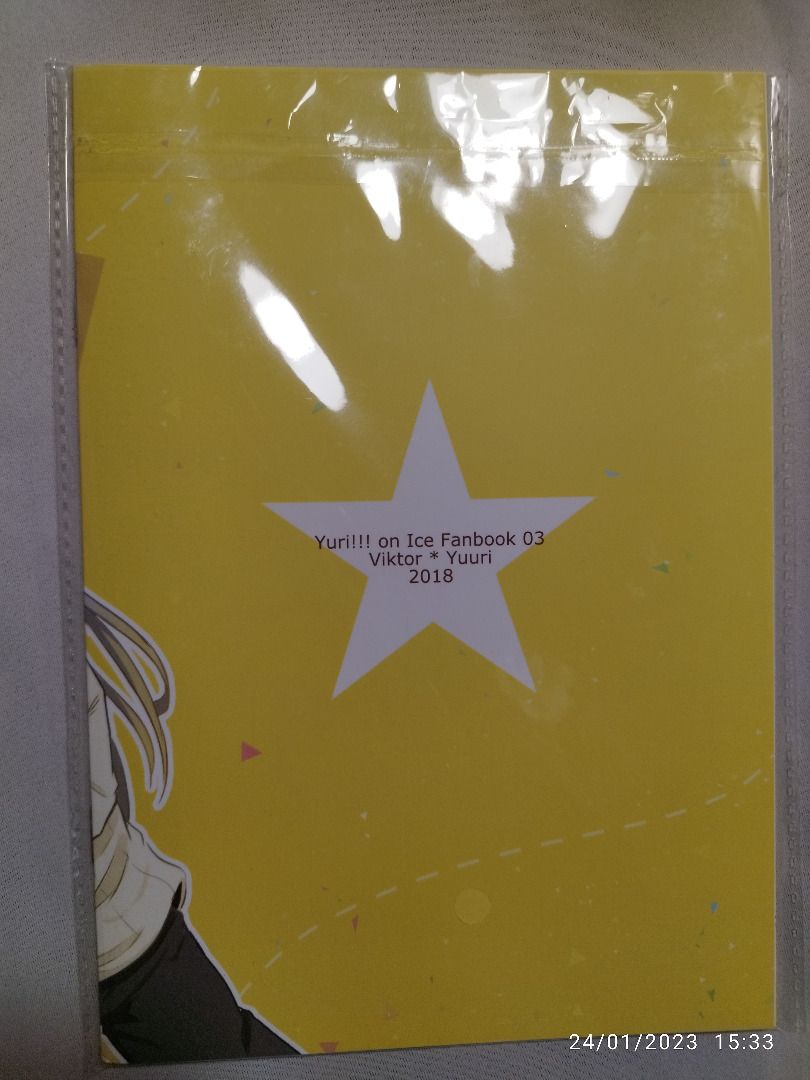 Yuri!!! on Ice Fanbook 03
Viktor * Yuuri
2018
24/01/2023 15:33